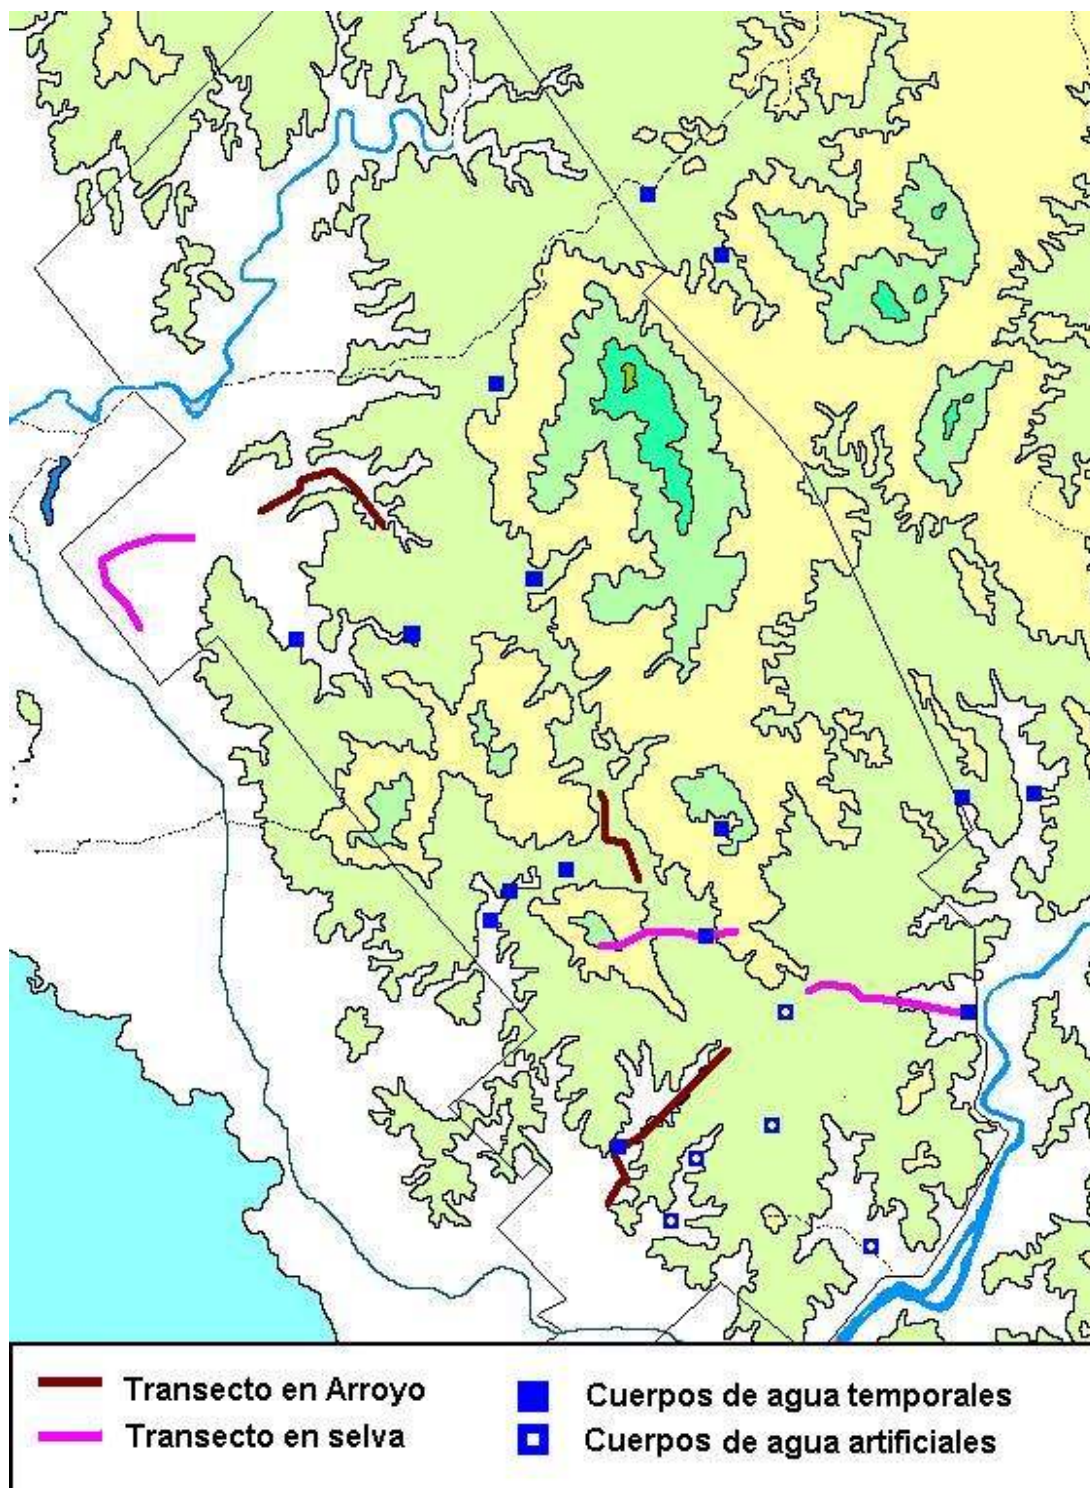 Transecto en Arroyo
Transecto en selva
Cuerpos de agua temporales
Cuerpos de agua artificiales